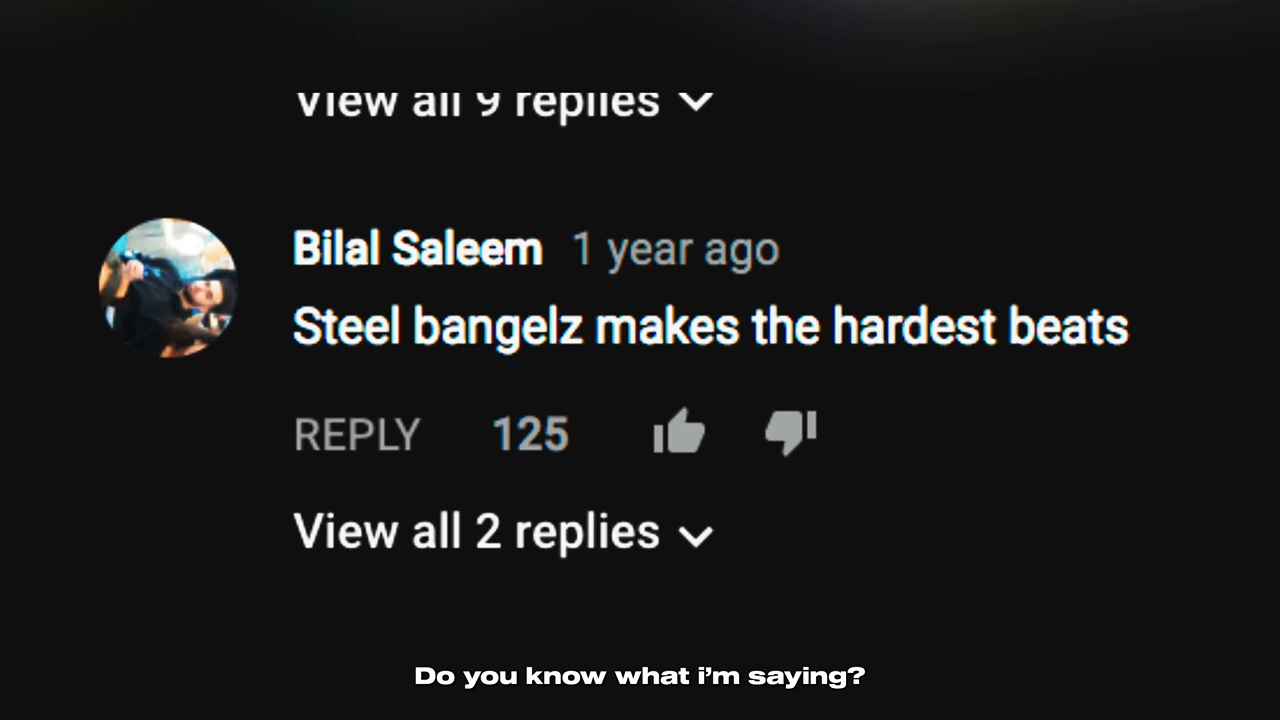 View all 9 replies
Bilal Saleem 1 year ago
Steel bangelz makes the hardest beats
REPLY 125
View all 2 replies
Do you know what i'm saying?